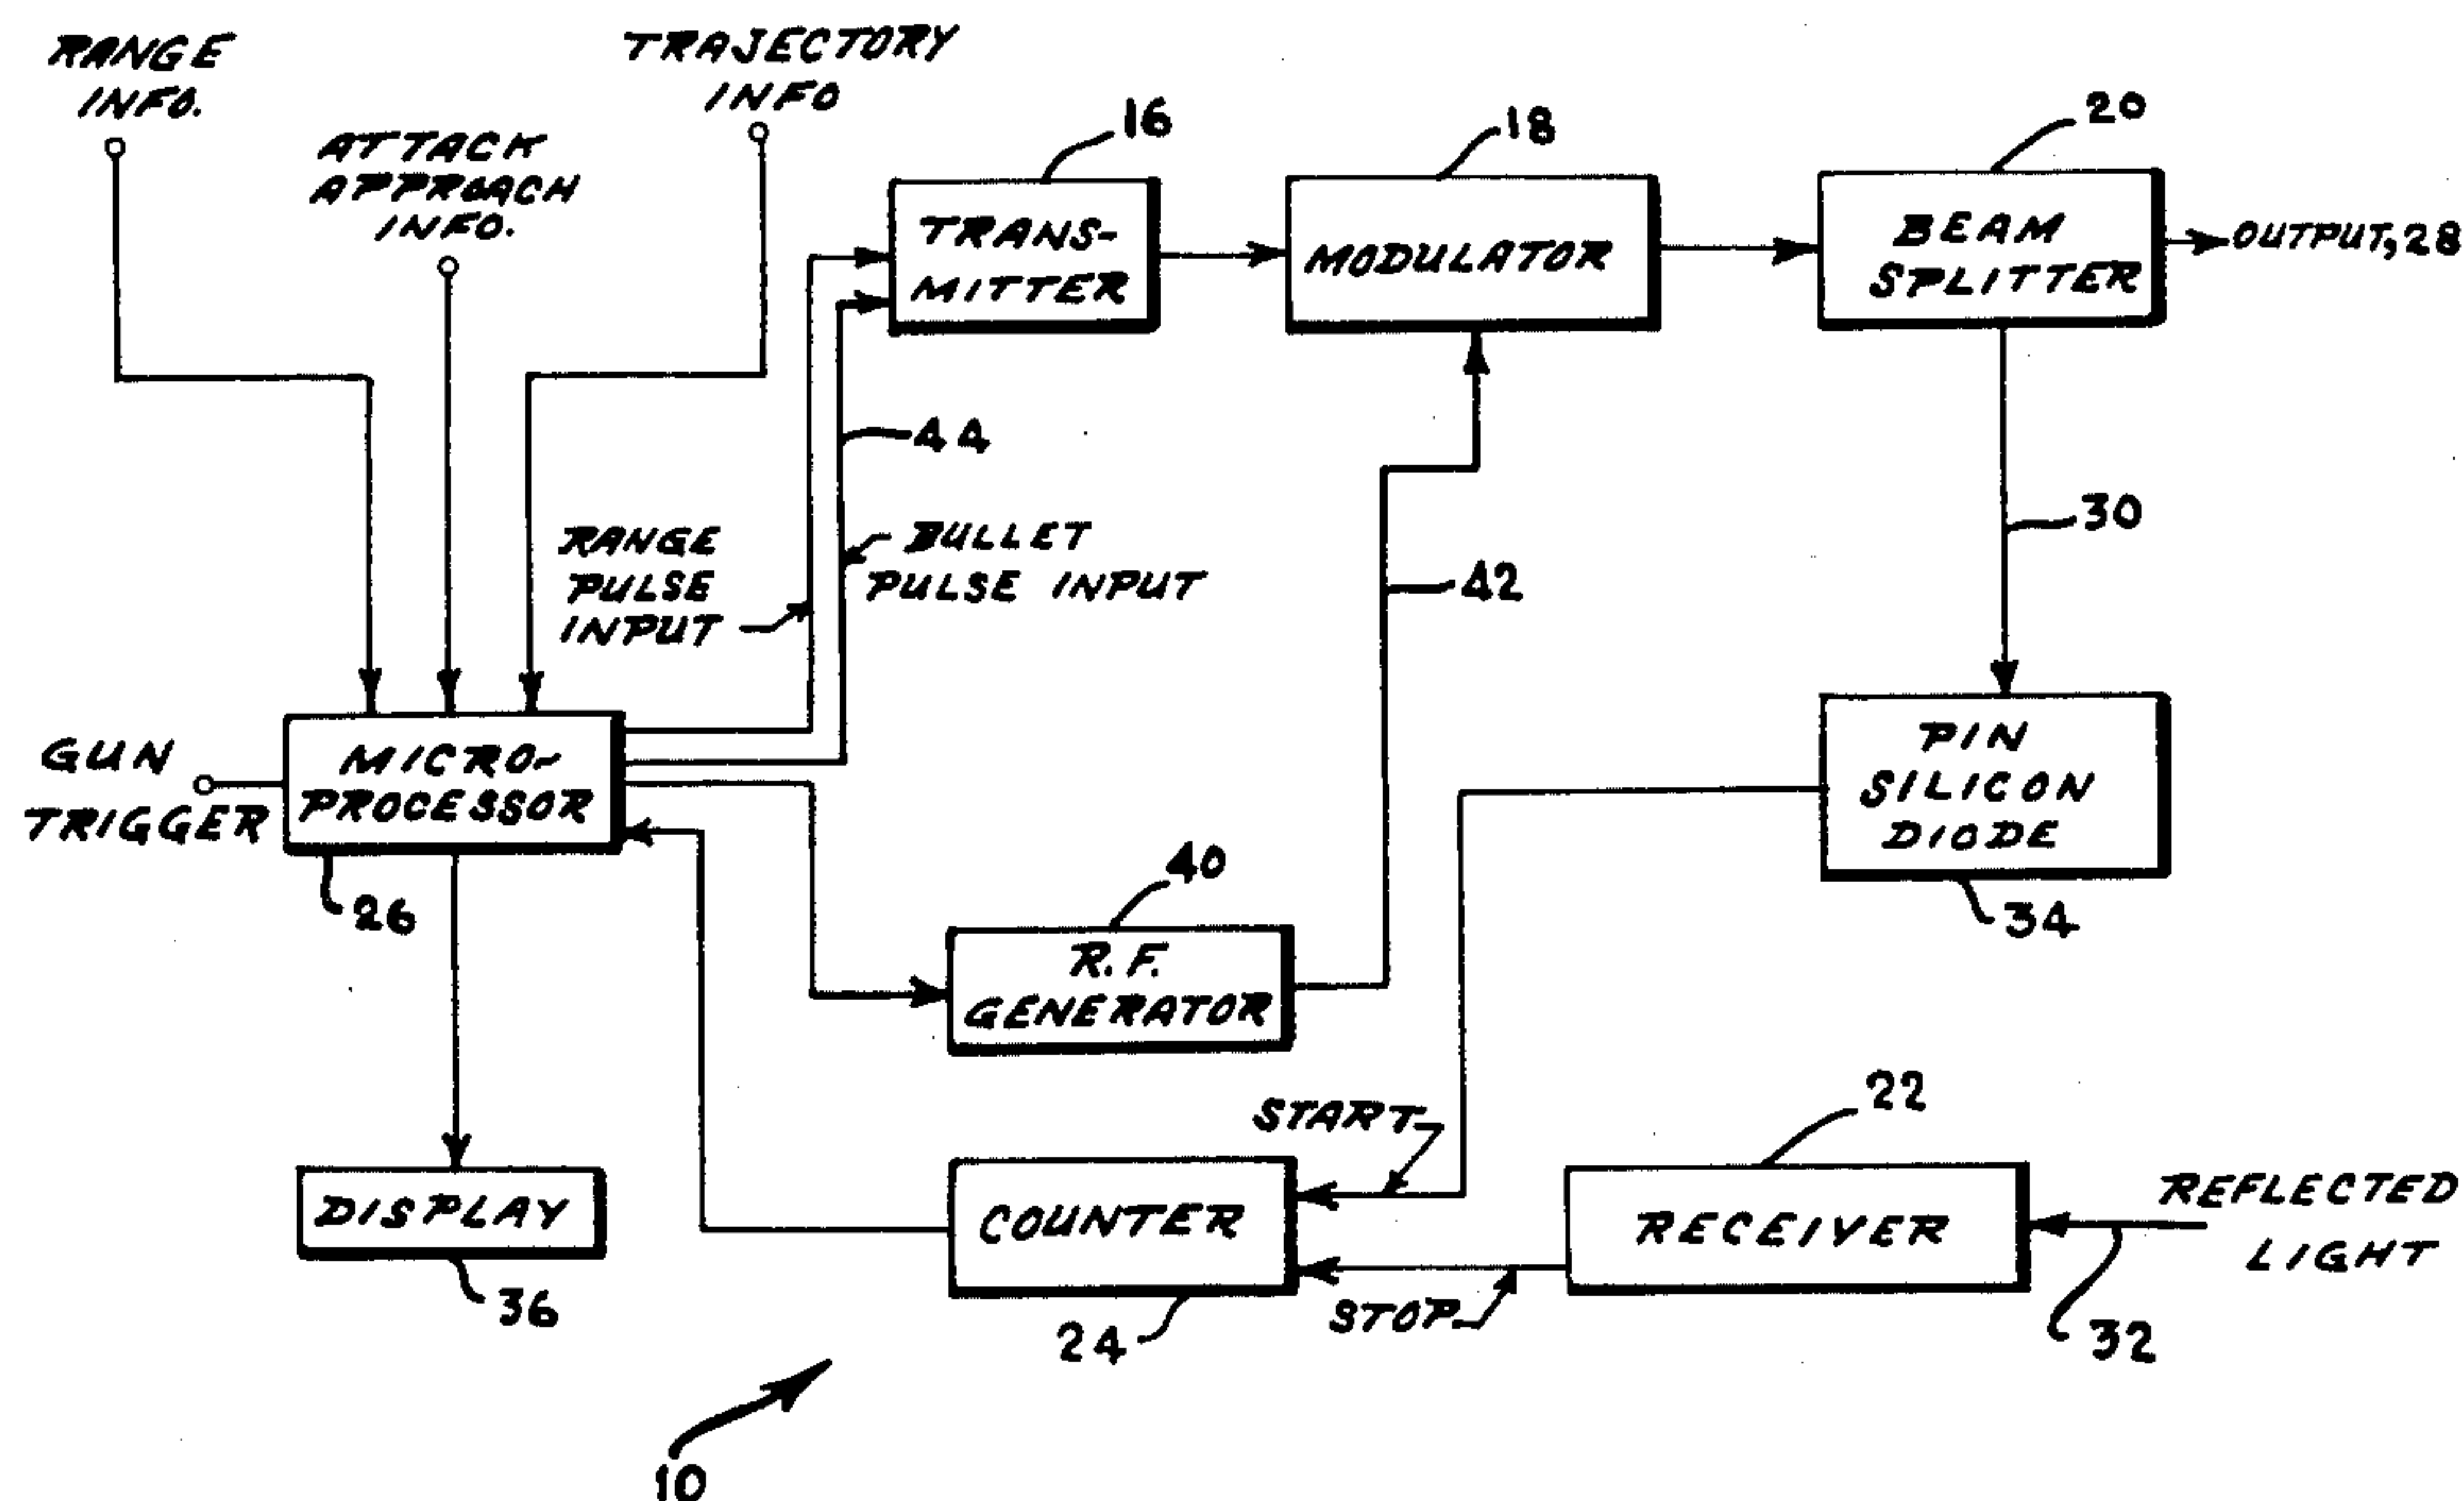 RANGE
INFO.
TRAJECTORY
INFO
ATTACK
APPROACH
INFO.
16
18
20
TRANS-
MITTER
MODULATOR
BEAM
SPLITTER
OUTPUT, 28
44
30
RANGE
PULSE
INPUT
BULLET
PULSE INPUT
42
GUN
TRIGGER
MICRO-
PROCESSOR
26
PIN
SILICON
DIODE
34
40
R.F.
GENERATOR
START
22
DISPLAY
36
COUNTER
24
STOP
RECEIVER
REFLECTED
LIGHT
32
10